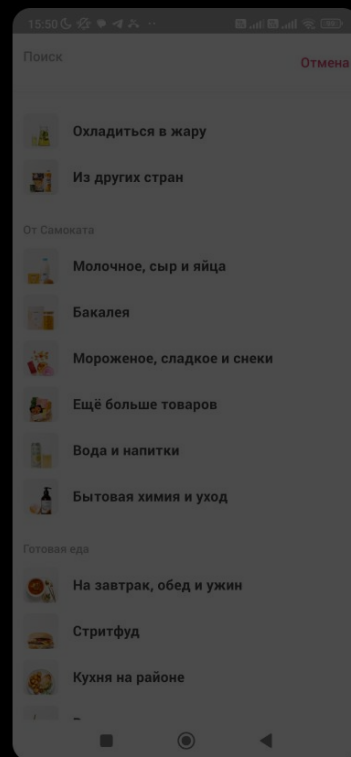 15:50
Поиск
Отмена
Охладиться в жару
Из других стран
От Самоката
Молочное, сыр и яйца
Бакалея
Мороженое, сладкое и снеки
Ещё больше товаров
Вода и напитки
Бытовая химия и уход
Готовая еда
На завтрак, обед и ужин
Стритфуд
Кухня на районе